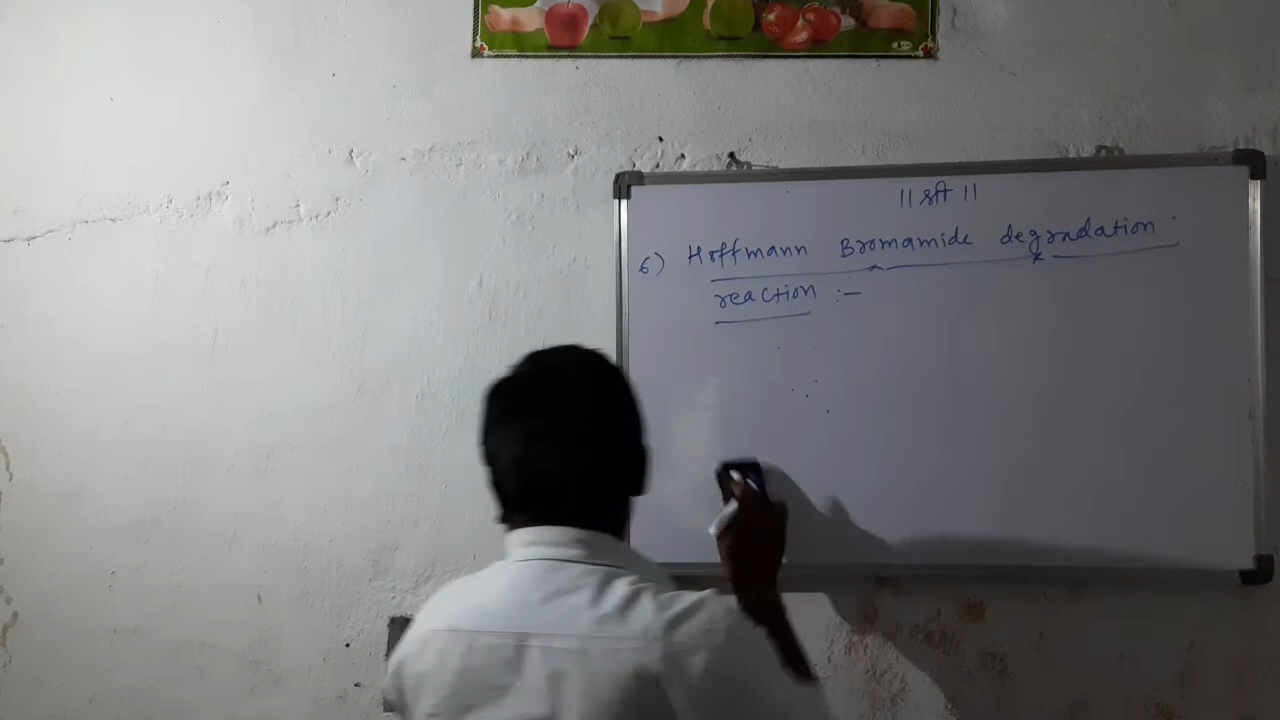 || श्री ||
6) Hoffmann Bromamide degradation
reaction :-